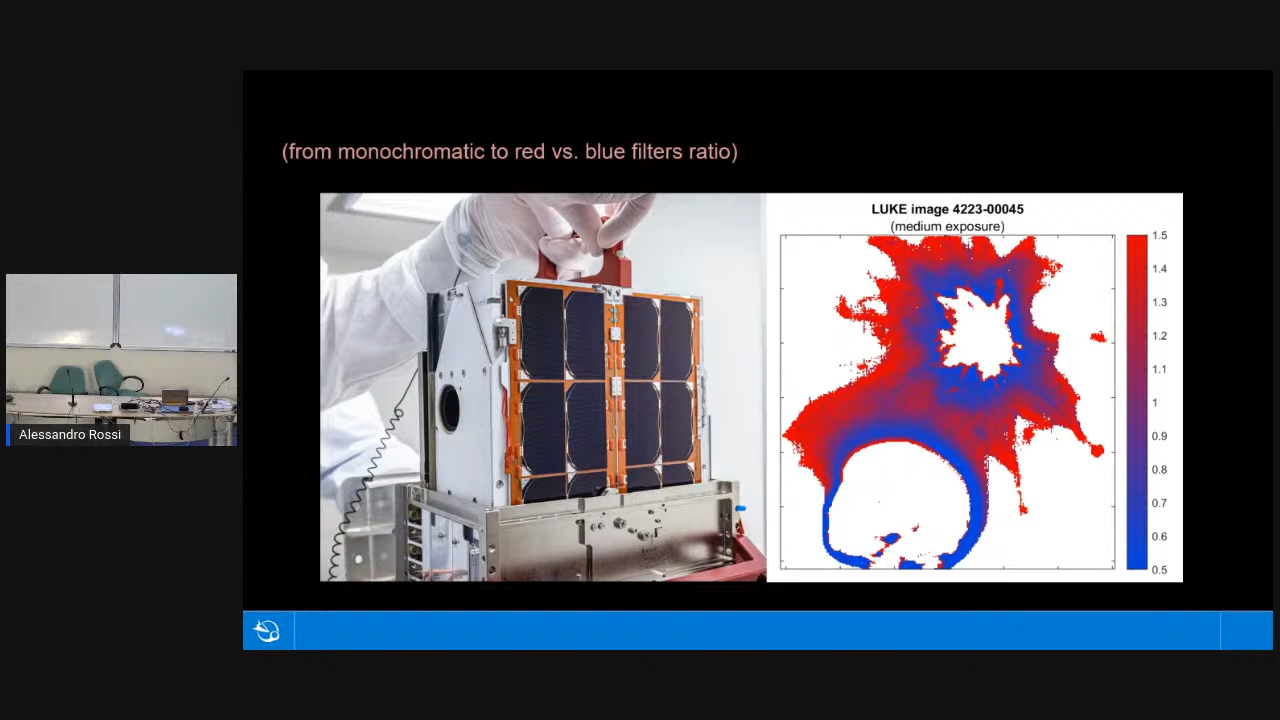 (from monochromatic to red vs. blue filters ratio)
LUKE image 4223-00045
(medium exposure)
1.5
1.4
1.3
1.2
1.1
1
0.9
0.8
0.7
0.6
0.5
Alessandro Rossi